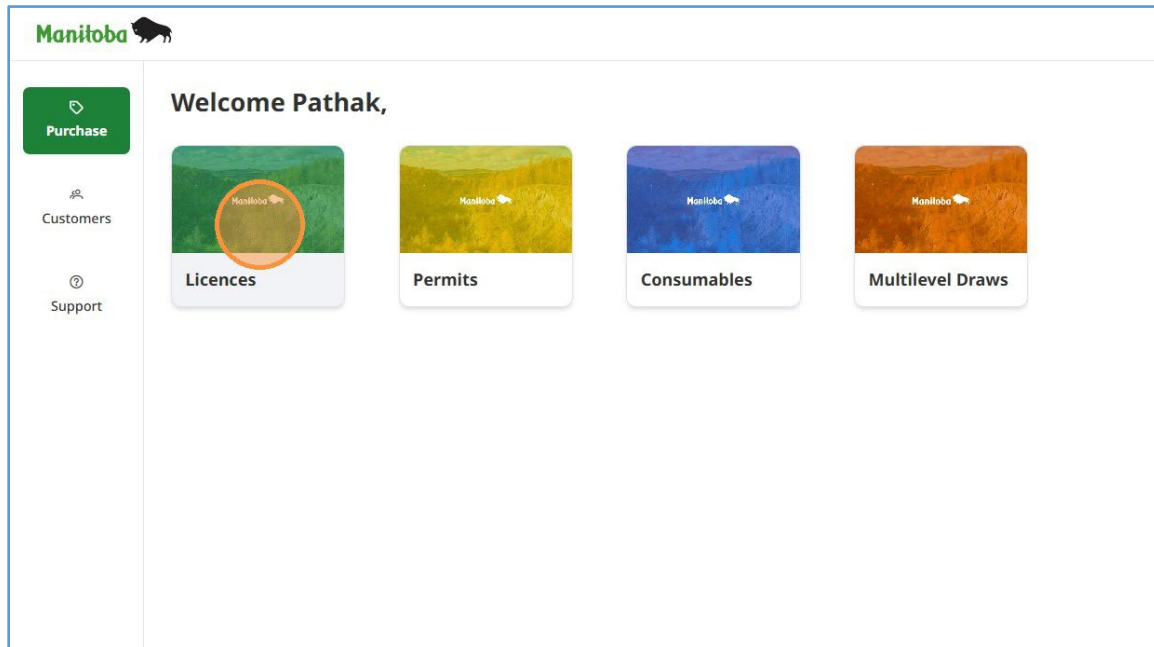 Manitoba
Purchase
Customers
Support
Welcome Pathak,
Manitoba
Licences
Manitoba
Permits
Manitoba
Consumables
Manitoba
Multilevel Draws